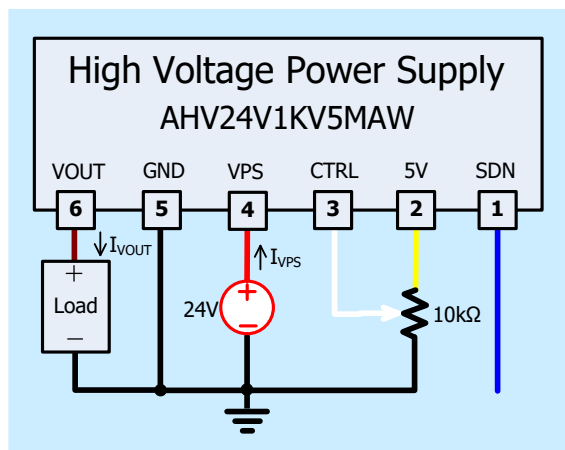 High Voltage Power Supply
AHV24V1KV5MAW
VOUT GND VPS CTRL 5V SDN
6 5 4 3 2 1
+ IVOUT IVPS
Load 24V + − 10kΩ
−